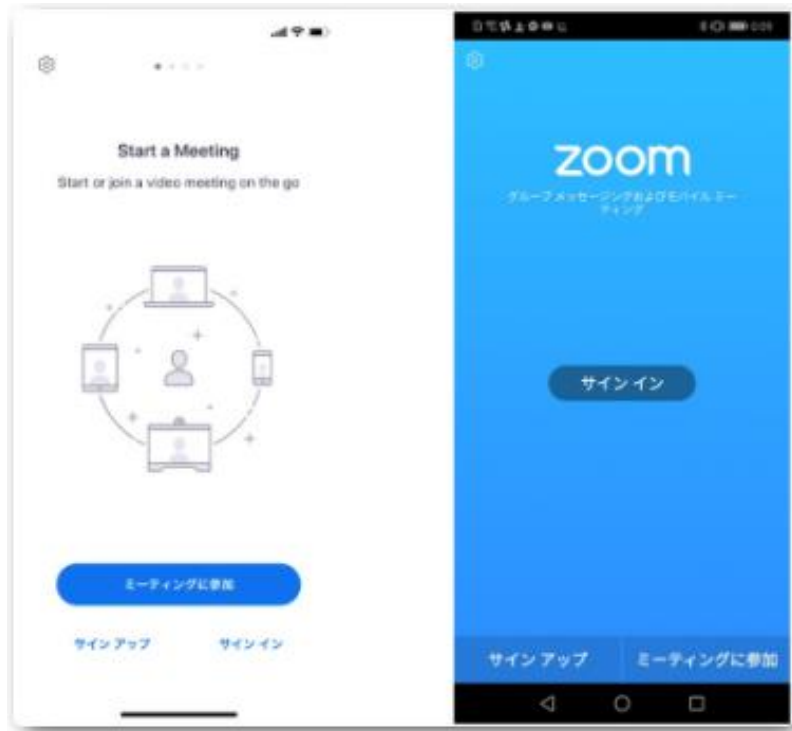 Start a Meeting
Start or join a video meeting on the go
ミーティングに参加
サイン アップ
サイン イン
zoom
グループ メッセージングおよびモバイル ミー
ティング
サイン イン
サイン アップ
ミーティングに参加